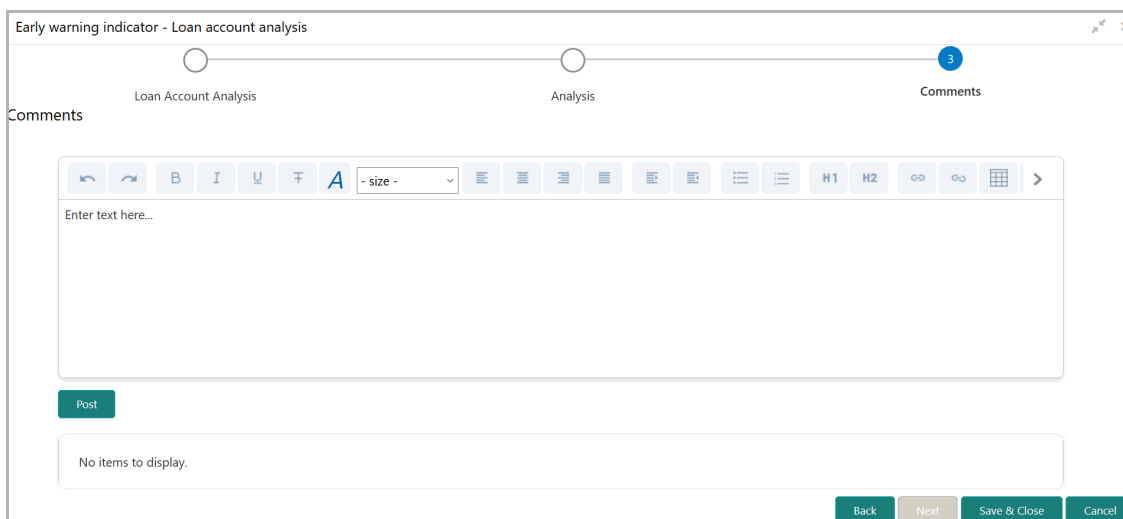 Early warning indicator - Loan account analysis
3
Loan Account Analysis Analysis Comments
Comments
B I U T A - size - H1 H2
Enter text here...
Post
No items to display.
Back Next Save & Close Cancel